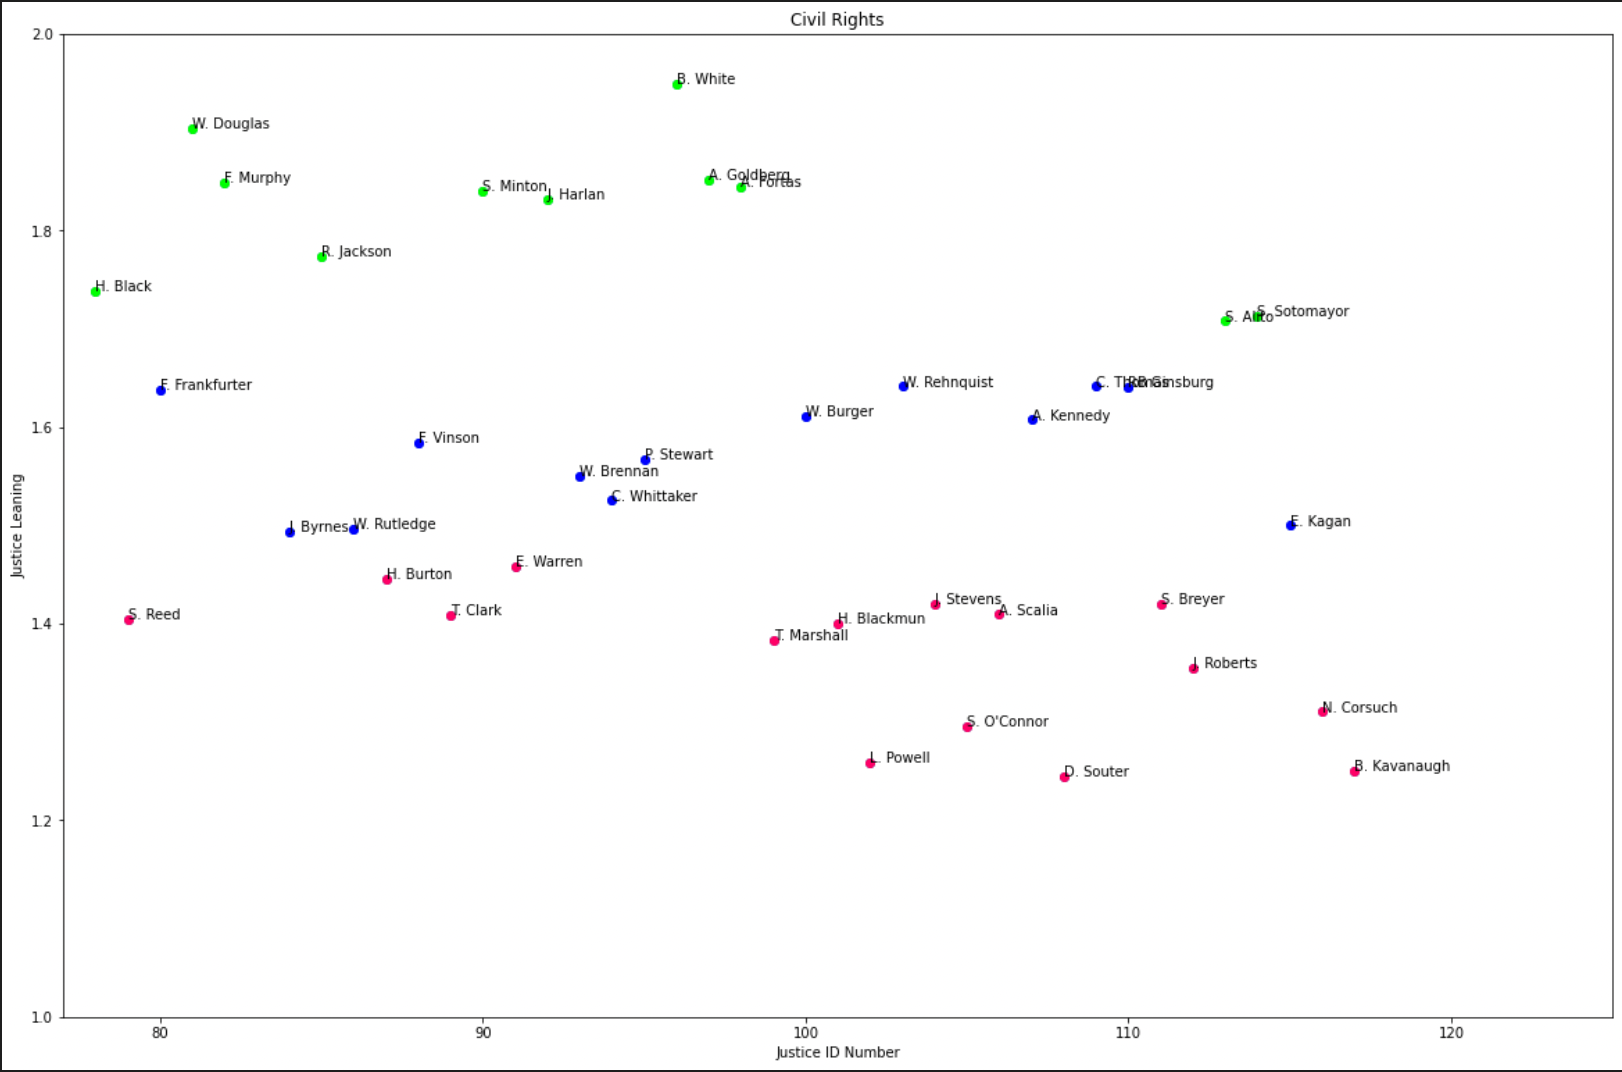 Civil Rights
2.0
B. White
W. Douglas
F. Murphy
A. Goldberg
A. Fortas
S. Minton
J. Harlan
1.8
R. Jackson
H. Black
S. Alito
S. Sotomayor
F. Frankfurter
W. Rehnquist
C. Thomas
RB Ginsburg
W. Burger
A. Kennedy
1.6
F. Vinson
P. Stewart
W. Brennan
C. Whittaker
J. Byrnes
W. Rutledge
E. Kagan
E. Warren
H. Burton
J. Stevens
S. Breyer
S. Reed
T. Clark
H. Blackmun
A. Scalia
1.4
T. Marshall
J. Roberts
N. Corsuch
S. O'Connor
L. Powell
D. Souter
B. Kavanaugh
1.2
1.0
Justice Leaning
80
90
100
110
120
Justice ID Number